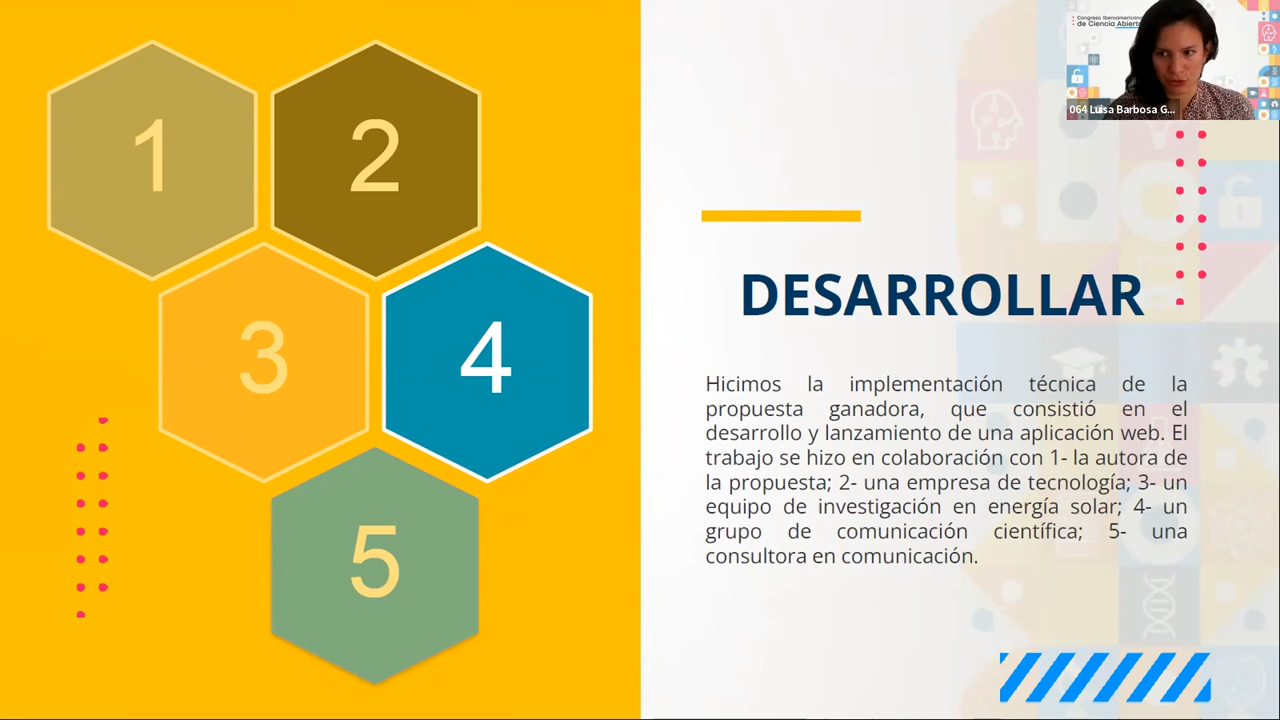 1
2
3
4
5
DESARROLLAR
Hicimos la implementación técnica de la
propuesta ganadora, que consistió en el
desarrollo y lanzamiento de una aplicación web. El
trabajo se hizo en colaboración con 1- la autora de
la propuesta; 2- una empresa de tecnología; 3- un
equipo de investigación en energía solar; 4- un
grupo de comunicación científica; 5- una
consultora en comunicación.
Congreso Iberoamerican
de Ciencia Abiert
064 Luisa Barbosa G...